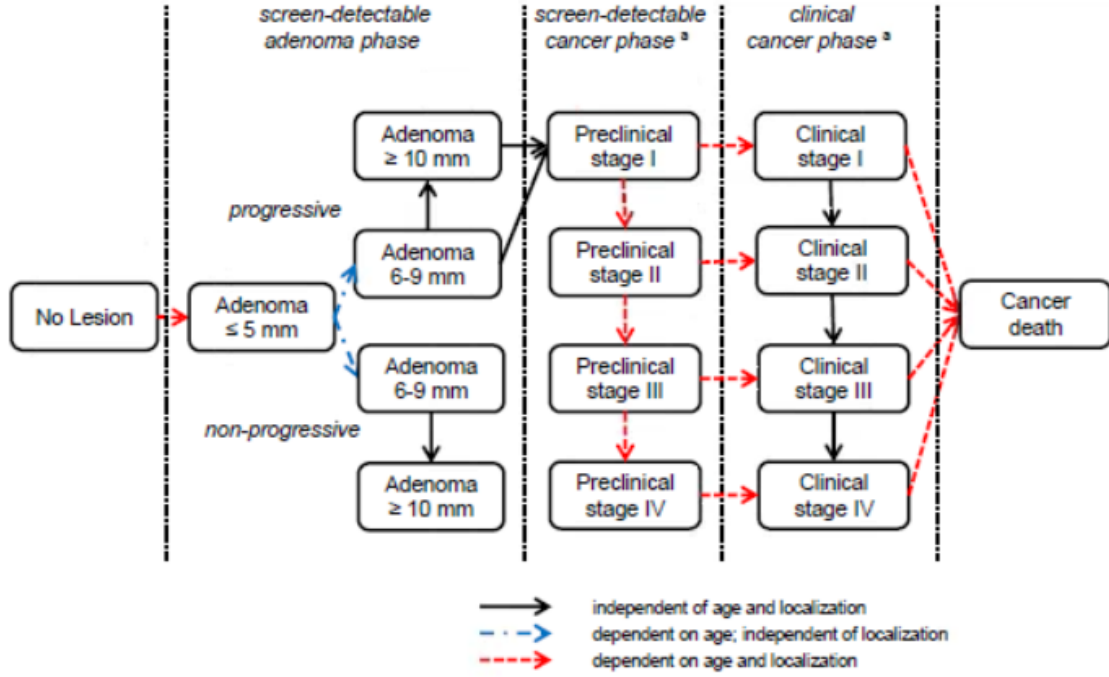 screen-detectable
adenoma phase
screen-detectable
cancer phase ᵃ
clinical
cancer phase ᵃ
Adenoma
≥ 10 mm
Preclinical
stage I
Clinical
stage I
progressive
Adenoma
6-9 mm
Preclinical
stage II
Clinical
stage II
No Lesion
Adenoma
≤ 5 mm
Cancer
death
Adenoma
6-9 mm
Preclinical
stage III
Clinical
stage III
non-progressive
Adenoma
≥ 10 mm
Preclinical
stage IV
Clinical
stage IV
independent of age and localization
dependent on age; independent of localization
dependent on age and localization